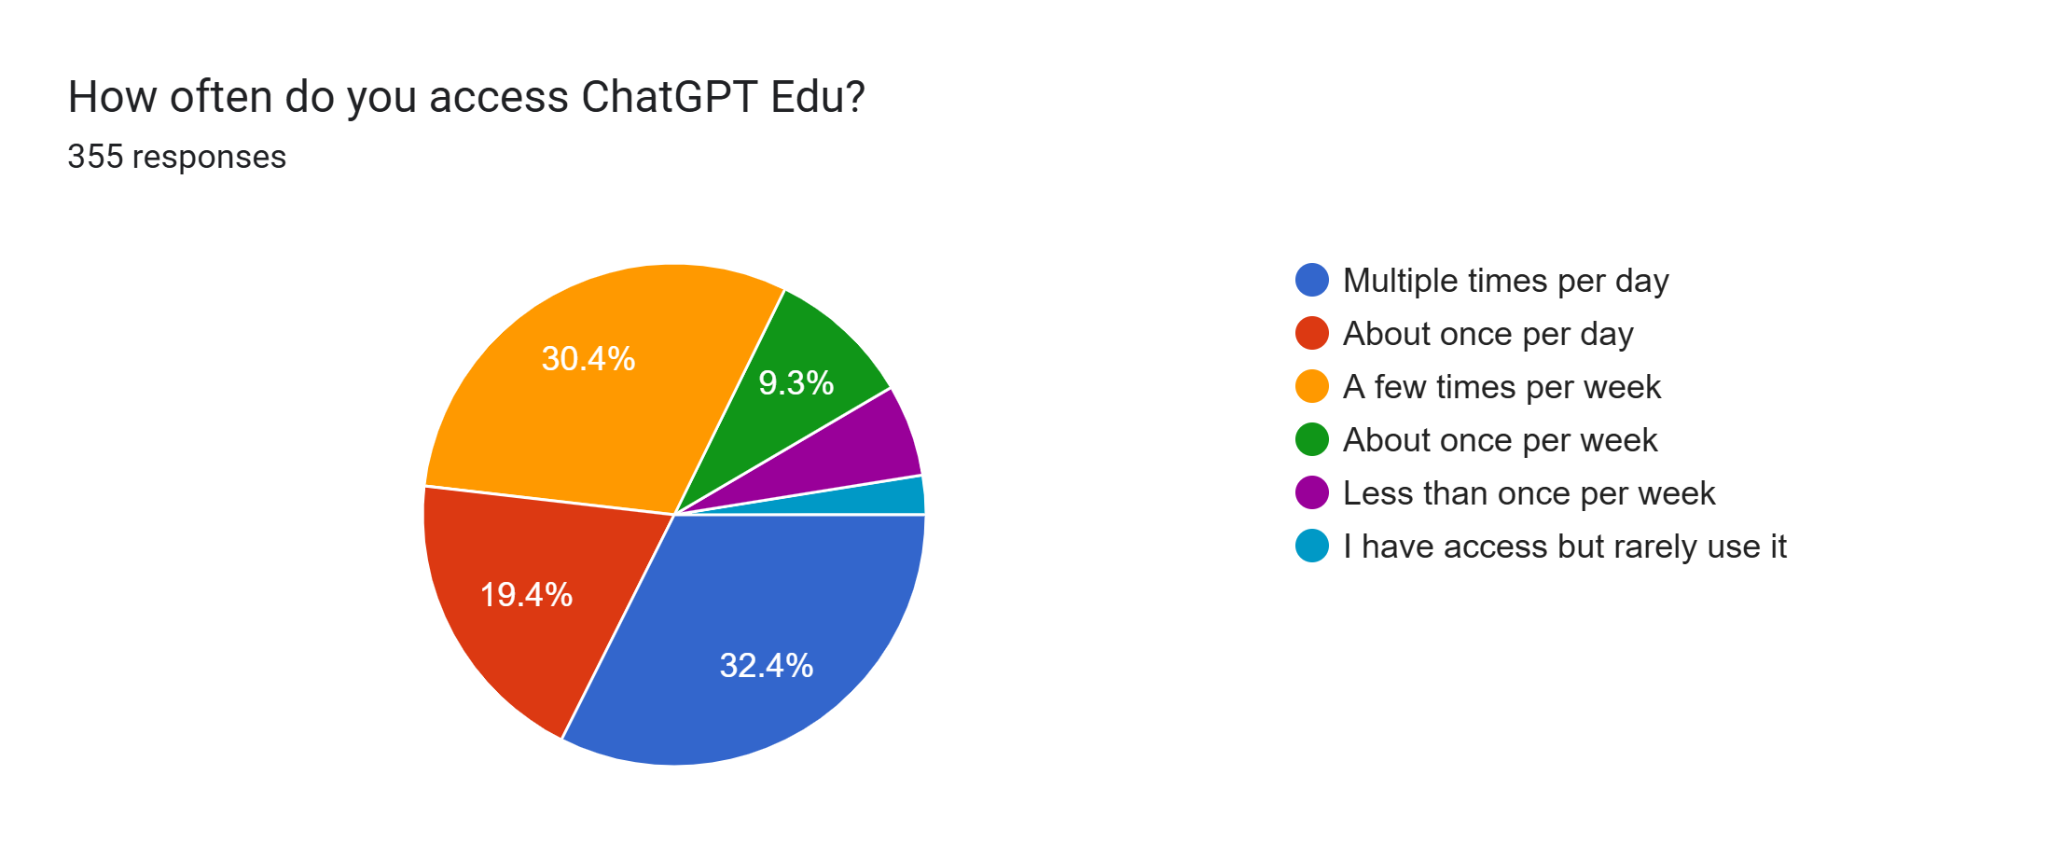 How often do you access ChatGPT Edu?
355 responses
30.4%
9.3%
19.4%
32.4%
Multiple times per day
About once per day
A few times per week
About once per week
Less than once per week
I have access but rarely use it